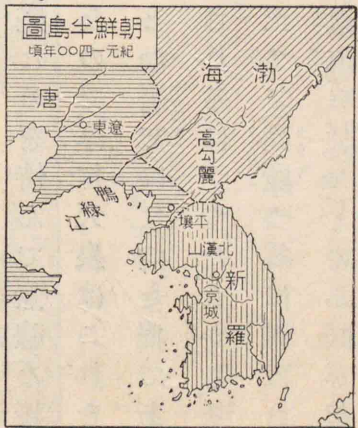 朝鮮半島圖
紀元一四〇〇年頃
渤海
唐
遼東
高勾麗
鴨綠江
平壤
北漢山
(京城)
新羅